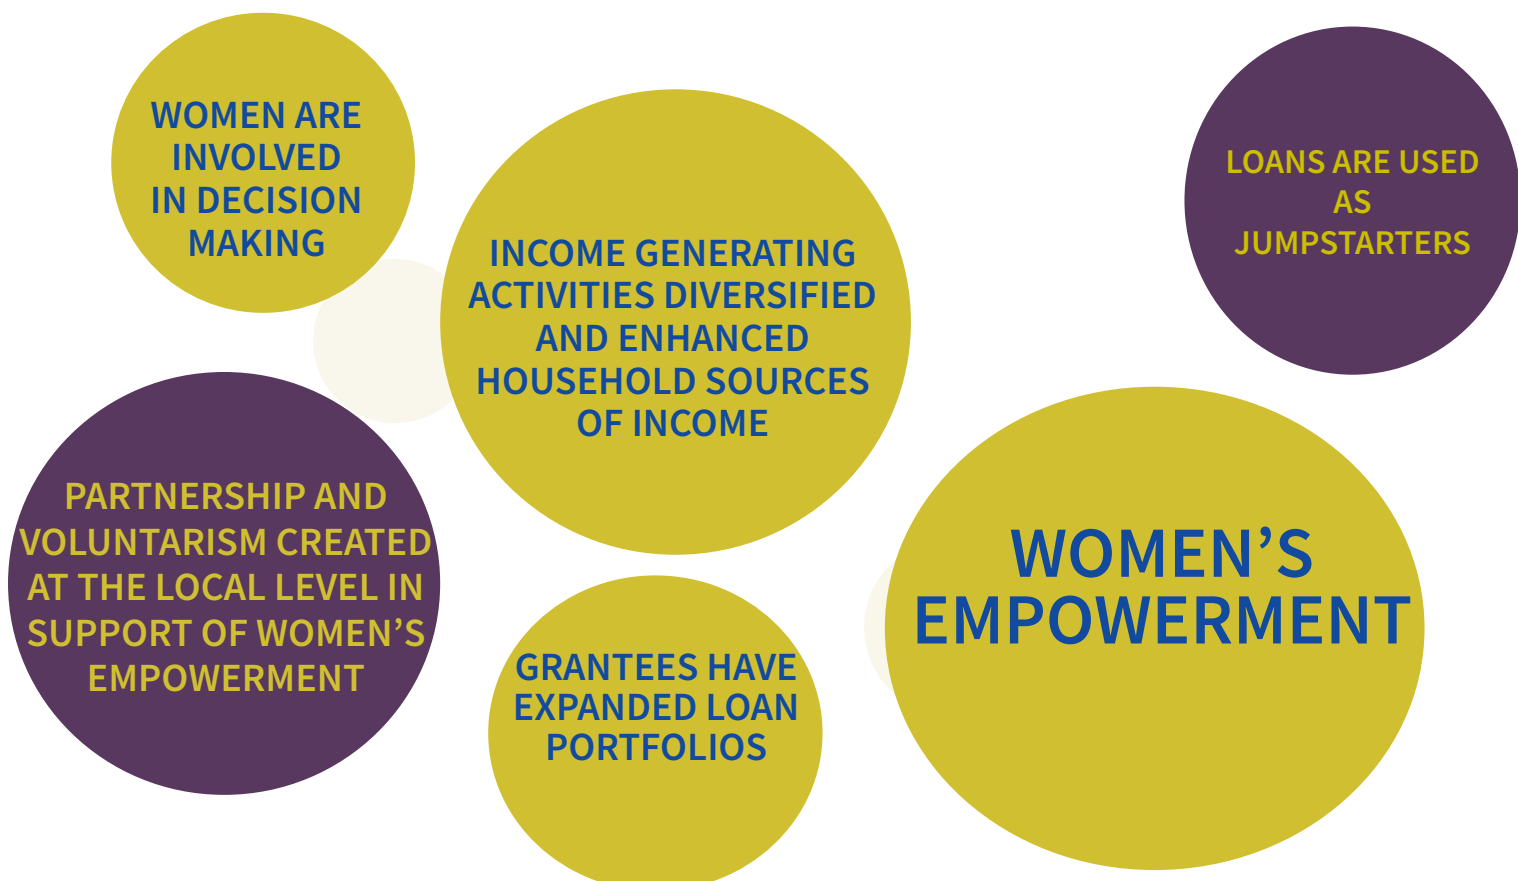 WOMEN ARE
INVOLVED
IN DECISION
MAKING
INCOME GENERATING
ACTIVITIES DIVERSIFIED
AND ENHANCED
HOUSEHOLD SOURCES
OF INCOME
LOANS ARE USED
AS
JUMPSTARTERS
PARTNERSHIP AND
VOLUNTARISM CREATED
AT THE LOCAL LEVEL IN
SUPPORT OF WOMEN’S
EMPOWERMENT
GRANTEES HAVE
EXPANDED LOAN
PORTFOLIOS
WOMEN’S
EMPOWERMENT